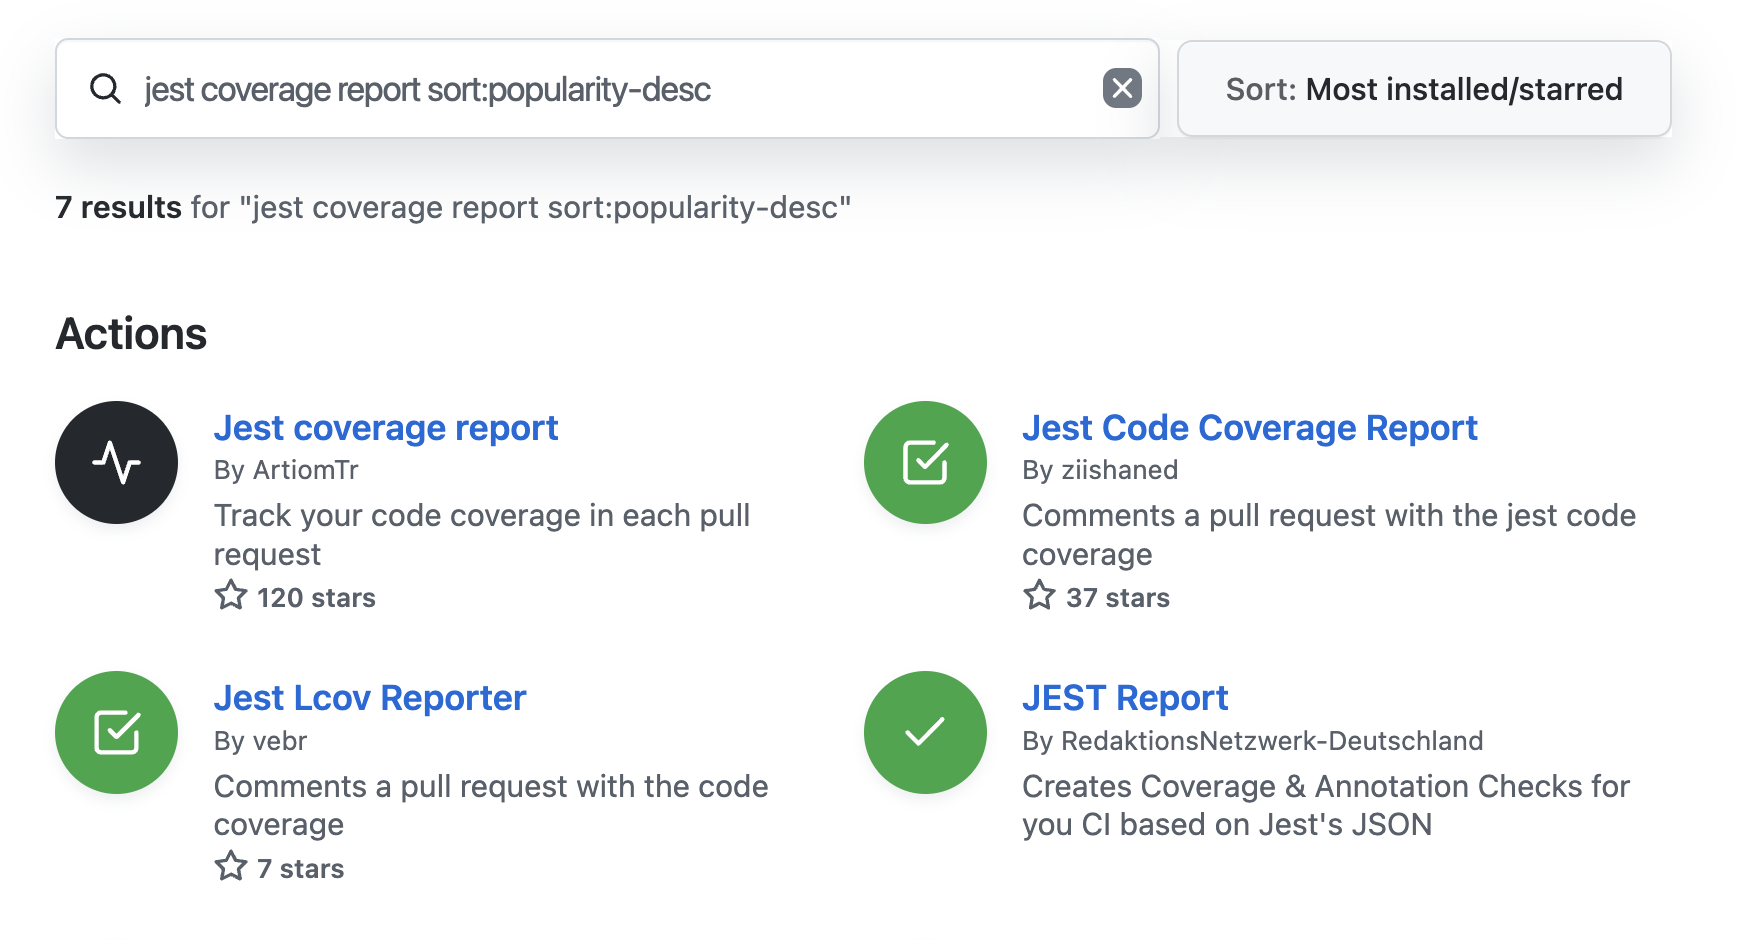 jest coverage report sort:popularity-desc
Sort: Most installed/starred
7 results for "jest coverage report sort:popularity-desc"
Actions
Jest coverage report
By ArtiomTr
Track your code coverage in each pull
request
120 stars
Jest Code Coverage Report
By ziishaned
Comments a pull request with the jest code
coverage
37 stars
Jest Lcov Reporter
By vebr
Comments a pull request with the code
coverage
7 stars
JEST Report
By RedaktionsNetzwerk-Deutschland
Creates Coverage & Annotation Checks for
you CI based on Jest's JSON